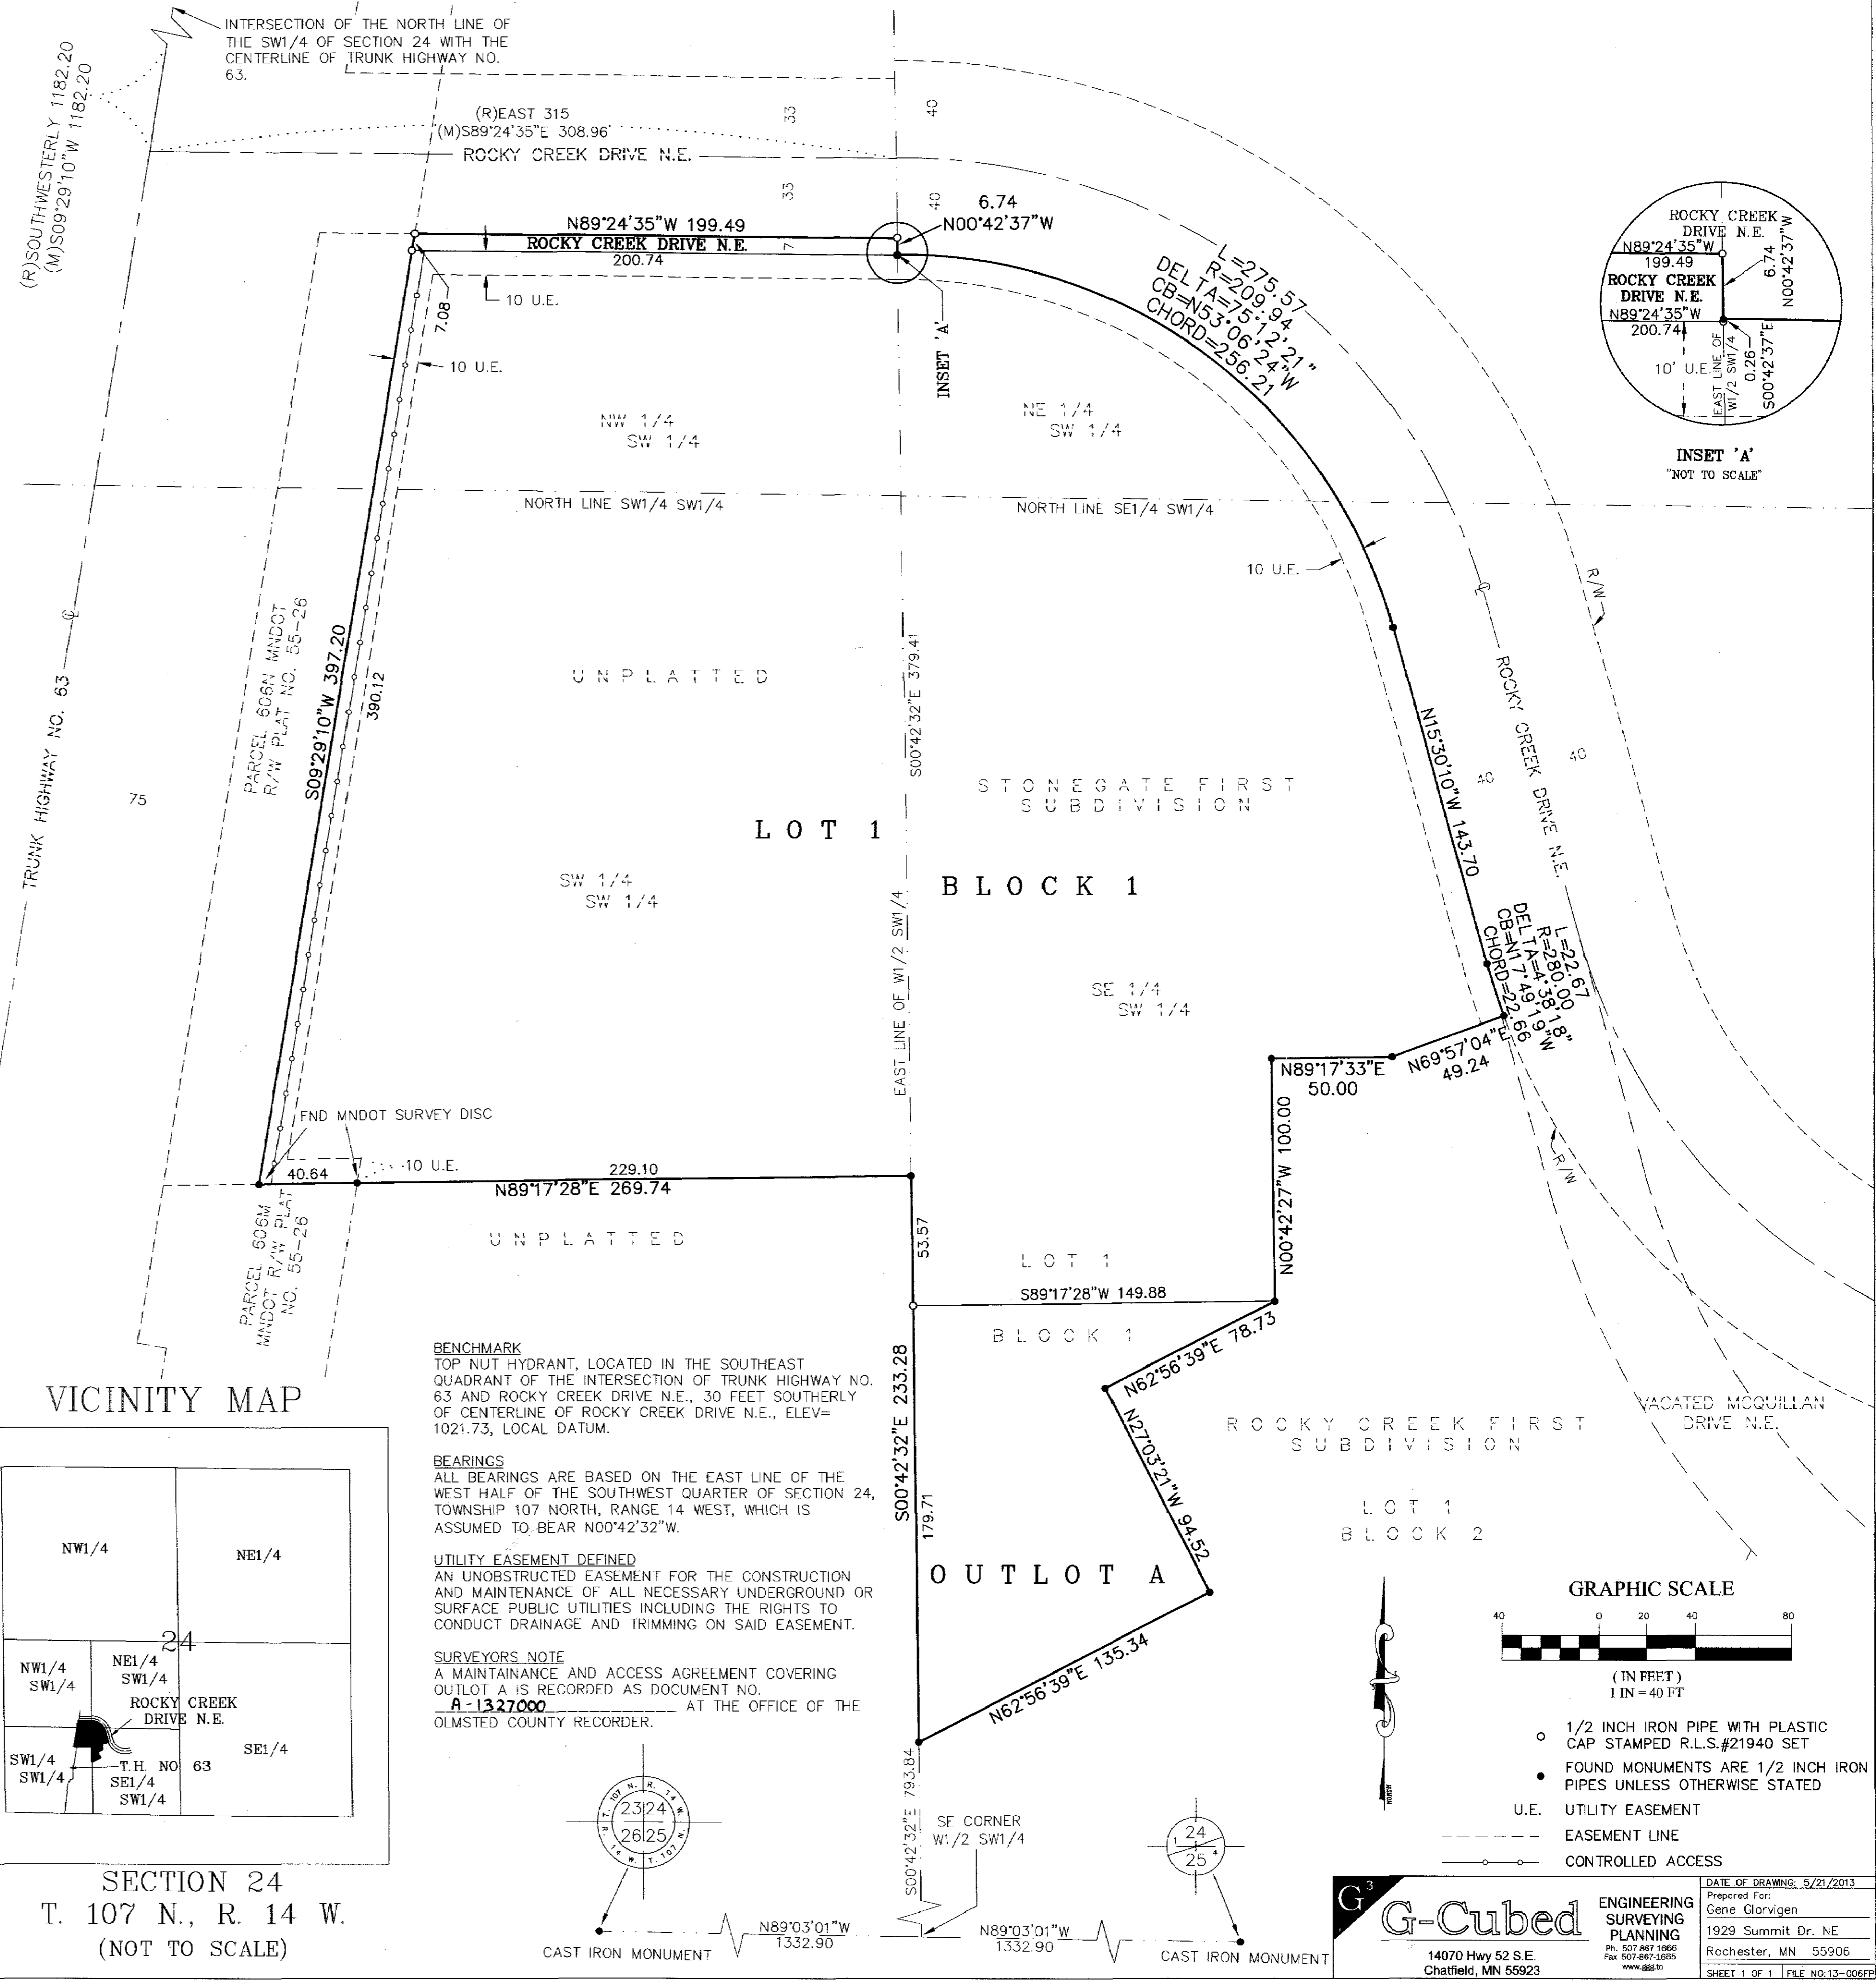 INTERSECTION OF THE NORTH LINE OF
THE SW1/4 OF SECTION 24 WITH THE
CENTERLINE OF TRUNK HIGHWAY NO.
63.
(R)SOUTHWESTERLY 1182.20
(M)S09°29'10"W 1182.20
(R)EAST 315
(M)S89°24'35"E 308.96
ROCKY CREEK DRIVE N.E.
33
40
33
40
7
6.74
N00°42'37"W
N89°24'35"W 199.49
ROCKY CREEK DRIVE N.E.
200.74
10 U.E.
7.08
10 U.E.
INSET 'A'
L=275.57
R=209.94
DELTA=75°12'21"
CB=N53°06'24"W
CHORD=256.21
ROCKY CREEK
DRIVE N.E.
N89°24'35"W
199.49
ROCKY CREEK
DRIVE N.E.
N89°24'35"W
200.74
6.74
N00°42'37"W
10' U.E.
EAST LINE OF
W1/2 SW1/4
0.26
S00°42'37"E
INSET 'A'
"NOT TO SCALE"
NW 1/4
SW 1/4
NE 1/4
SW 1/4
NORTH LINE SW1/4 SW1/4
NORTH LINE SE1/4 SW1/4
10 U.E.
R/W
TRUNK HIGHWAY NO. 63
75
PARCEL 606N MNDOT
R/W PLAT NO. 55-26
S09°29'10"W 397.20
390.12
UNPLATTED
S00°42'32"E 379.41
STONEGATE FIRST
SUBDIVISION
LOT 1
BLOCK 1
SW 1/4
SW 1/4
EAST LINE OF W1/2 SW1/4
SE 1/4
SW 1/4
N15°30'10"W 143.70
ROCKY CREEK DRIVE N.E.
40
40
L=22.67
R=280.00
DELTA=4°38'18"
CB=N17°49'19"W
CHORD=22.66
N89°17'33"E
50.00
N69°57'04"E
49.24
N00°42'27"W 100.00
R/W
FND MNDOT SURVEY DISC
40.64
10 U.E.
229.10
N89°17'28"E 269.74
PARCEL 606M
MNDOT R/W PLAT
NO. 55-26
UNPLATTED
53.57
LOT 1
S89°17'28"W 149.88
BLOCK 1
N62°56'39"E 78.73
S00°42'32"E 233.28
179.71
N27°03'21"W 94.52
ROCKY CREEK FIRST
SUBDIVISION
VACATED MCQUILLAN
DRIVE N.E.
LOT 1
BLOCK 2
OUTLOT A
N62°56'39"E 135.34
BENCHMARK
TOP NUT HYDRANT, LOCATED IN THE SOUTHEAST
QUADRANT OF THE INTERSECTION OF TRUNK HIGHWAY NO.
63 AND ROCKY CREEK DRIVE N.E., 30 FEET SOUTHERLY
OF CENTERLINE OF ROCKY CREEK DRIVE N.E., ELEV=
1021.73, LOCAL DATUM.
BEARINGS
ALL BEARINGS ARE BASED ON THE EAST LINE OF THE
WEST HALF OF THE SOUTHWEST QUARTER OF SECTION 24,
TOWNSHIP 107 NORTH, RANGE 14 WEST, WHICH IS
ASSUMED TO BEAR N00°42'32"W.
UTILITY EASEMENT DEFINED
AN UNOBSTRUCTED EASEMENT FOR THE CONSTRUCTION
AND MAINTENANCE OF ALL NECESSARY UNDERGROUND OR
SURFACE PUBLIC UTILITIES INCLUDING THE RIGHTS TO
CONDUCT DRAINAGE AND TRIMMING ON SAID EASEMENT.
SURVEYORS NOTE
A MAINTAINANCE AND ACCESS AGREEMENT COVERING
OUTLOT A IS RECORDED AS DOCUMENT NO.
A-1327000 AT THE OFFICE OF THE
OLMSTED COUNTY RECORDER.
VICINITY MAP
NW1/4
NE1/4
24
NW1/4
SW1/4
NE1/4
SW1/4
ROCKY CREEK
DRIVE N.E.
SW1/4
SW1/4
T.H. NO 63
SE1/4
SW1/4
SE1/4
SECTION 24
T. 107 N., R. 14 W.
(NOT TO SCALE)
T. 107 N. R. 14 W.
23 24
26 25
R. 14 W. T. 107 N.
S00°42'32"E 793.84
SE CORNER
W1/2 SW1/4
1 24
25 4
N89°03'01"W
1332.90
N89°03'01"W
1332.90
CAST IRON MONUMENT
CAST IRON MONUMENT
NORTH
GRAPHIC SCALE
40 0 20 40 80
( IN FEET )
1 IN = 40 FT
1/2 INCH IRON PIPE WITH PLASTIC
CAP STAMPED R.L.S.#21940 SET
FOUND MONUMENTS ARE 1/2 INCH IRON
PIPES UNLESS OTHERWISE STATED
U.E. UTILITY EASEMENT
EASEMENT LINE
CONTROLLED ACCESS
G3
G-Cubed
14070 Hwy 52 S.E.
Chatfield, MN 55923
ENGINEERING
SURVEYING
PLANNING
Ph. 507-867-1666
Fax 507-867-1665
www.ggg.to
DATE OF DRAWING: 5/21/2013
Prepared For:
Gene Glorvigen
1929 Summit Dr. NE
Rochester, MN 55906
SHEET 1 OF 1 FILE NO: 13-006FP